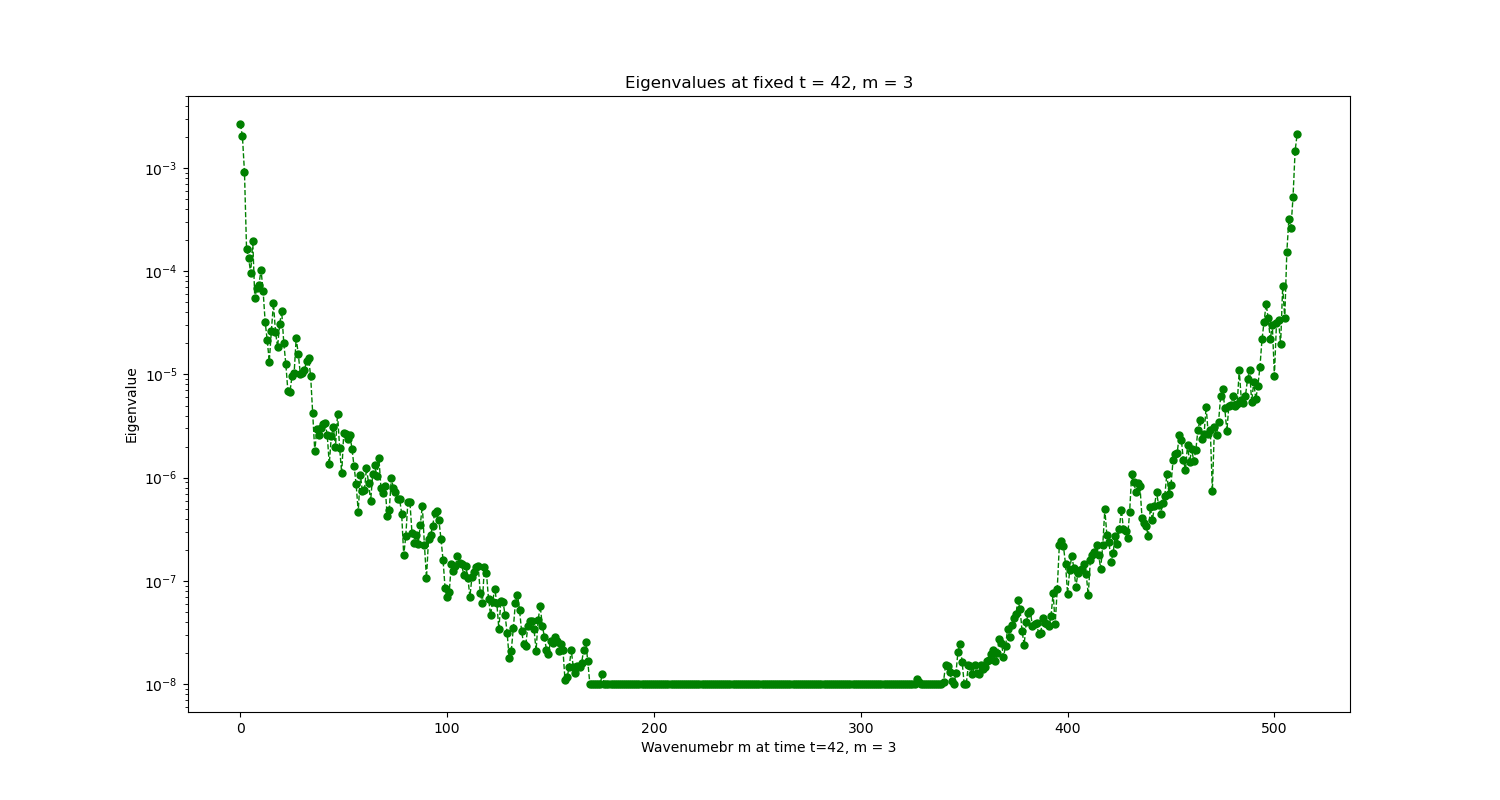 Eigenvalues at fixed t = 42, m = 3
Eigenvalue
10⁻³
10⁻⁴
10⁻⁵
10⁻⁶
10⁻⁷
10⁻⁸
0 100 200 300 400 500
Wavenumebr m at time t=42, m = 3